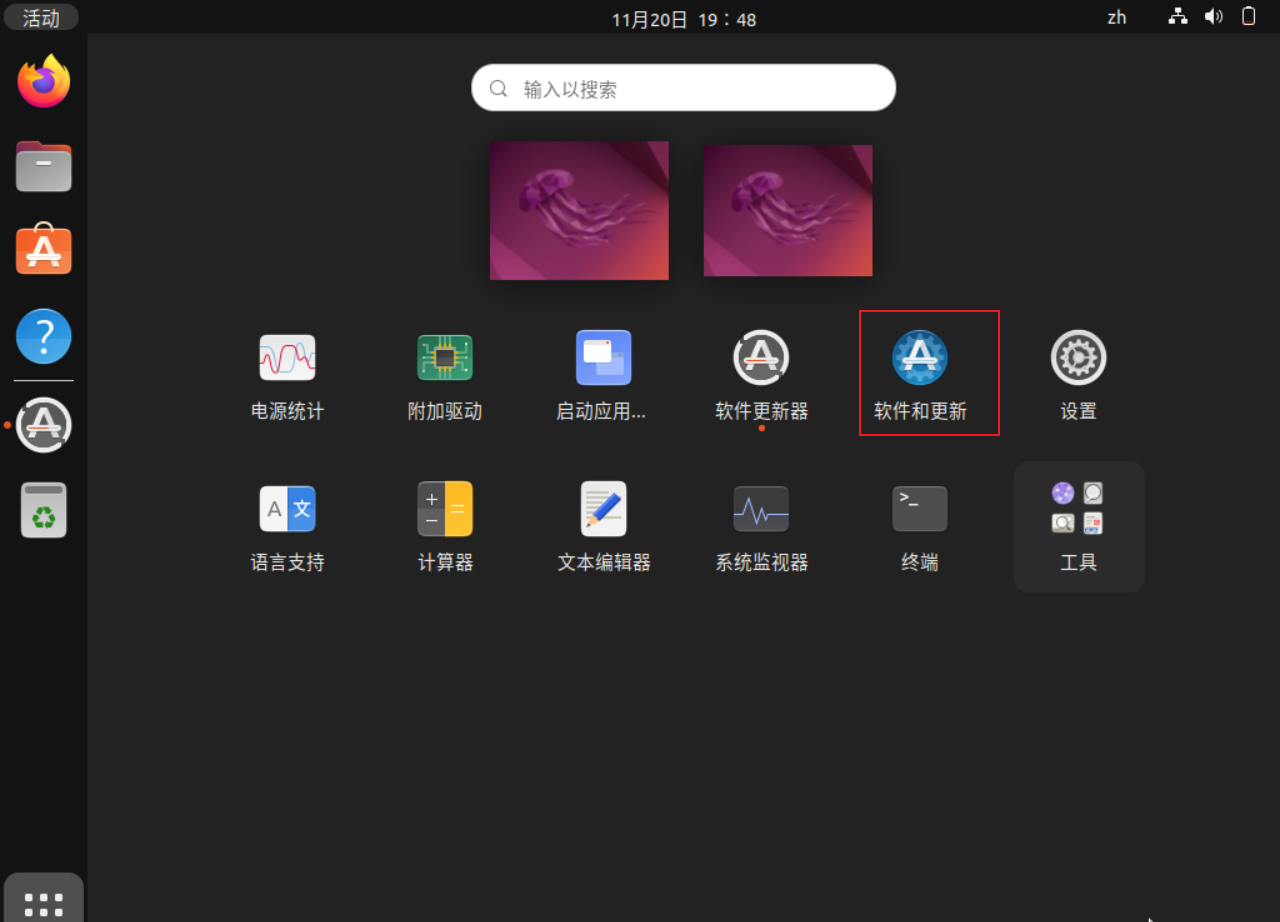 活动
11月20日 19：48
zh
输入以搜索
电源统计
附加驱动
启动应用...
软件更新器
软件和更新
设置
语言支持
计算器
文本编辑器
系统监视器
终端
工具